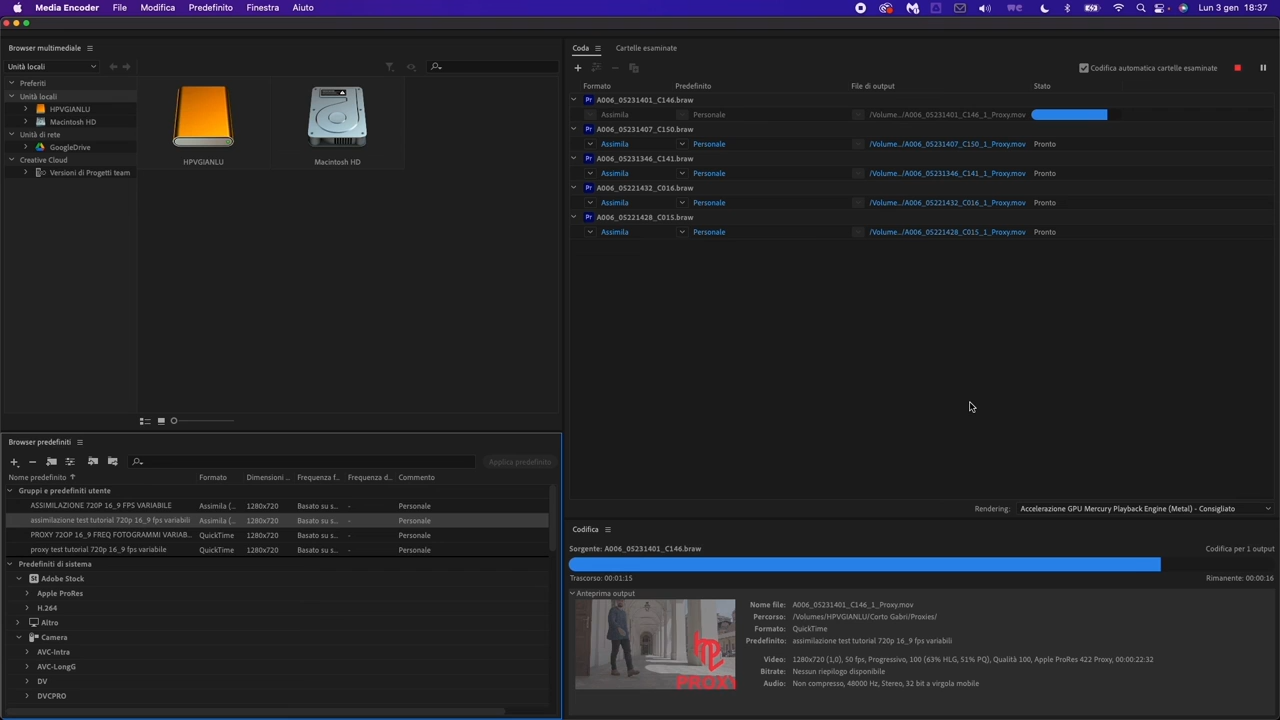 Media Encoder File Modifica Predefinito Finestra Aiuto Lun 3 gen 18:37
Browser multimediale
Unità locali
Preferiti
Unità locali
HPVGIANLU
Macintosh HD
Unità di rete
GoogleDrive
Creative Cloud
Versioni di Progetti team
HPVGIANLU Macintosh HD
Coda Cartelle esaminate
Codifica automatica cartelle esaminate
Formato Predefinito File di output Stato
Pr A006_05231401_C146.braw
Assimila Personale /Volume.../A006_05231401_C146_1_Proxy.mov
Pr A006_05231407_C150.braw
Assimila Personale /Volume.../A006_05231407_C150_1_Proxy.mov Pronto
Pr A006_05231346_C141.braw
Assimila Personale /Volume.../A006_05231346_C141_1_Proxy.mov Pronto
Pr A006_05221432_C016.braw
Assimila Personale /Volume.../A006_05221432_C016_1_Proxy.mov Pronto
Pr A006_05221428_C015.braw
Assimila Personale /Volume.../A006_05221428_C015_1_Proxy.mov Pronto
Rendering: Accelerazione GPU Mercury Playback Engine (Metal) - Consigliato
Browser predefiniti
Applica predefinito
Nome predefinito Formato Dimensioni ... Frequenza f... Frequenza d... Commento
Gruppi e predefiniti utente
ASSIMILAZIONE 720P 16_9 FPS VARIABILE Assimila (... 1280x720 Basato su s... - Personale
assimilazione test tutorial 720p 16_9 fps variabili Assimila (... 1280x720 Basato su s... - Personale
PROXY 720P 16_9 FREQ FOTOGRAMMI VARIAB... QuickTime 1280x720 Basato su s... - Personale
proxy test tutorial 720p 16_9 fps variabile QuickTime 1280x720 Basato su s... - Personale
Predefiniti di sistema
St Adobe Stock
Apple ProRes
H.264
Altro
Camera
AVC-Intra
AVC-LongG
DV
DVCPRO
Codifica
Sorgente: A006_05231401_C146.braw Codifica per 1 output
Trascorso: 00:01:15 Rimanente: 00:00:16
Anteprima output
PROXY
Nome file: A006_05231401_C146_1_Proxy.mov
Percorso: /Volumes/HPVGIANLU/Corto Gabri/Proxies/
Formato: QuickTime
Predefinito: assimilazione test tutorial 720p 16_9 fps variabili
Video: 1280x720 (1,0), 50 fps, Progressivo, 100 (63% HLG, 51% PQ), Qualità 100, Apple ProRes 422 Proxy, 00:00:22:32
Bitrate: Nessun riepilogo disponibile
Audio: Non compresso, 48000 Hz, Stereo, 32 bit a virgola mobile